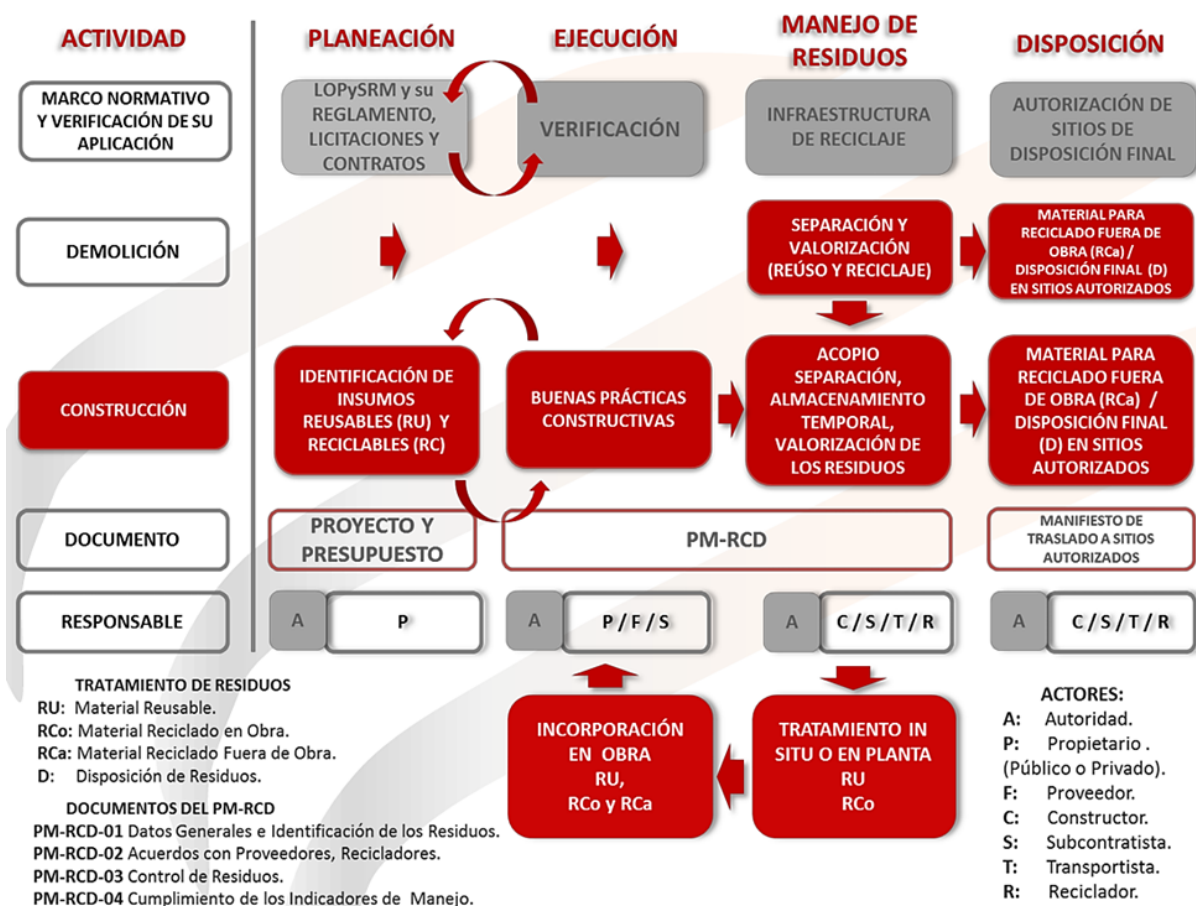 ACTIVIDAD
PLANEACIÓN
EJECUCIÓN
MANEJO DE
RESIDUOS
DISPOSICIÓN
MARCO NORMATIVO
Y VERIFICACIÓN DE SU
APLICACIÓN
LOPySRM y su
REGLAMENTO,
LICITACIONES Y
CONTRATOS
VERIFICACIÓN
INFRAESTRUCTURA
DE RECICLAJE
AUTORIZACIÓN DE
SITIOS DE
DISPOSICIÓN FINAL
DEMOLICIÓN
SEPARACIÓN Y
VALORIZACIÓN
(REÚSO Y RECICLAJE)
MATERIAL PARA
RECICLADO FUERA DE
OBRA (RCa) /
DISPOSICIÓN FINAL (D)
EN SITIOS AUTORIZADOS
CONSTRUCCIÓN
IDENTIFICACIÓN DE
INSUMOS
REUSABLES (RU) Y
RECICLABLES (RC)
BUENAS PRÁCTICAS
CONSTRUCTIVAS
ACOPIO
SEPARACIÓN,
ALMACENAMIENTO
TEMPORAL,
VALORIZACIÓN DE
LOS RESIDUOS
MATERIAL PARA
RECICLADO FUERA
DE OBRA (RCa) /
DISPOSICIÓN FINAL
(D) EN SITIOS
AUTORIZADOS
DOCUMENTO
PROYECTO Y
PRESUPUESTO
PM-RCD
MANIFIESTO DE
TRASLADO A SITIOS
AUTORIZADOS
RESPONSABLE
A
P
A
P / F / S
A
C / S / T / R
A
C / S / T / R
INCORPORACIÓN
EN OBRA
RU,
RCo y RCa
TRATAMIENTO IN
SITU O EN PLANTA
RU
RCo
TRATAMIENTO DE RESIDUOS
RU: Material Reusable.
RCo: Material Reciclado en Obra.
RCa: Material Reciclado Fuera de Obra.
D: Disposición de Residuos.
DOCUMENTOS DEL PM-RCD
PM-RCD-01 Datos Generales e Identificación de los Residuos.
PM-RCD-02 Acuerdos con Proveedores, Recicladores.
PM-RCD-03 Control de Residuos.
PM-RCD-04 Cumplimiento de los Indicadores de Manejo.
ACTORES:
A: Autoridad.
P: Propietario .
(Público o Privado).
F: Proveedor.
C: Constructor.
S: Subcontratista.
T: Transportista.
R: Reciclador.